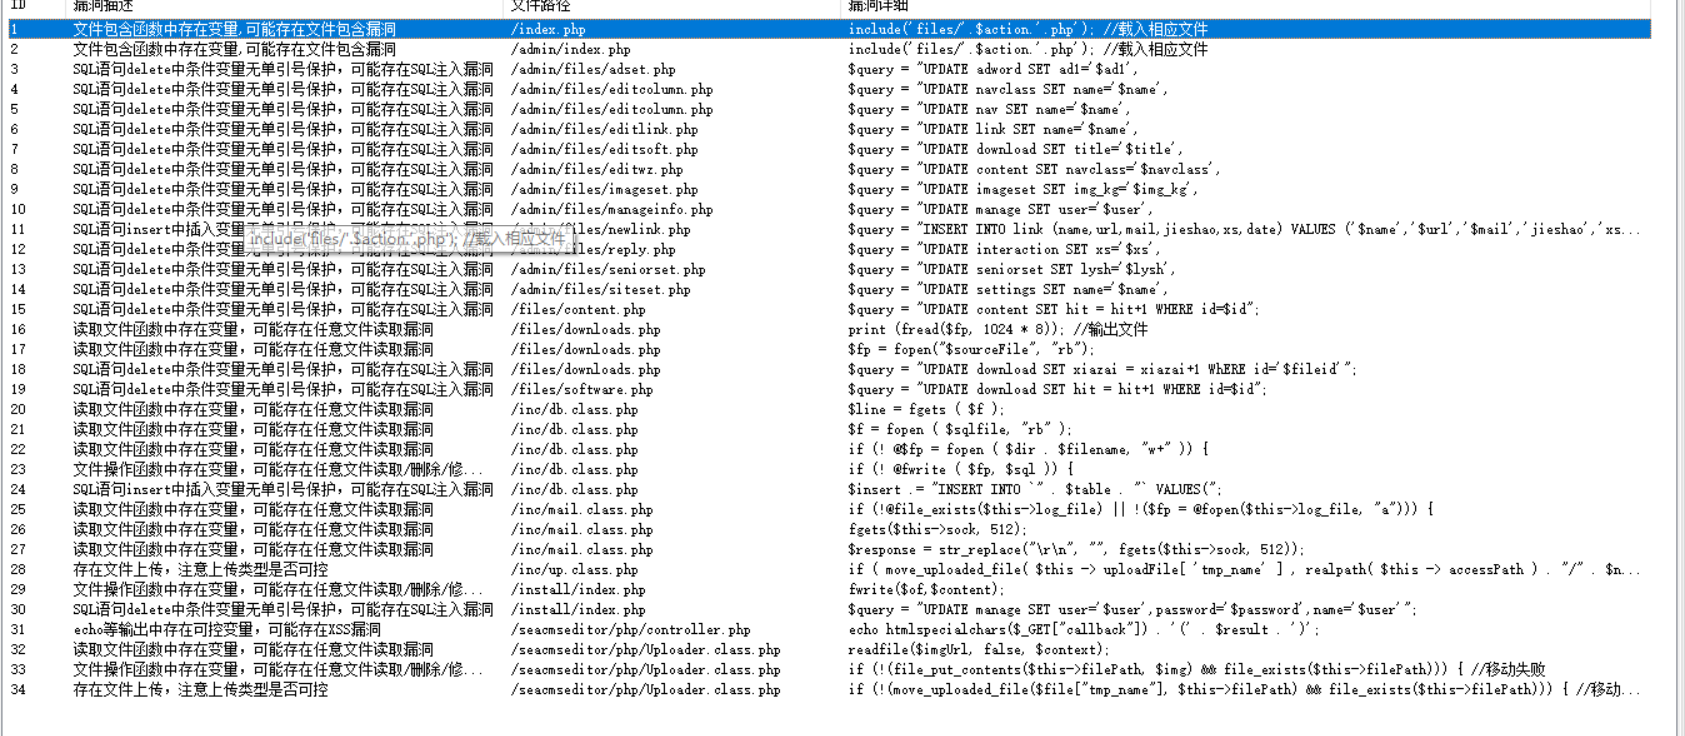 ID 漏洞描述 文件路径 漏洞详细
1 文件包含函数中存在变量,可能存在文件包含漏洞 /index.php include('files/'.$action.'.php'); //载入相应文件
2 文件包含函数中存在变量,可能存在文件包含漏洞 /admin/index.php include('files/'.$action.'.php'); //载入相应文件
3 SQL语句delete中条件变量无单引号保护，可能存在SQL注入漏洞 /admin/files/adset.php $query = "UPDATE adword SET ad1='$ad1',
4 SQL语句delete中条件变量无单引号保护，可能存在SQL注入漏洞 /admin/files/editcolumn.php $query = "UPDATE navclass SET name='$name',
5 SQL语句delete中条件变量无单引号保护，可能存在SQL注入漏洞 /admin/files/editcolumn.php $query = "UPDATE nav SET name='$name',
6 SQL语句delete中条件变量无单引号保护，可能存在SQL注入漏洞 /admin/files/editlink.php $query = "UPDATE link SET name='$name',
7 SQL语句delete中条件变量无单引号保护，可能存在SQL注入漏洞 /admin/files/editsoft.php $query = "UPDATE download SET title='$title',
8 SQL语句delete中条件变量无单引号保护，可能存在SQL注入漏洞 /admin/files/editwz.php $query = "UPDATE content SET navclass='$navclass',
9 SQL语句delete中条件变量无单引号保护，可能存在SQL注入漏洞 /admin/files/imageset.php $query = "UPDATE imageset SET img_kg='$img_kg',
10 SQL语句delete中条件变量无单引号保护，可能存在SQL注入漏洞 /admin/files/manageinfo.php $query = "UPDATE manage SET user='$user',
11 SQL语句insert中插入变量无单引号保护，可能存在SQL注入漏洞 /admin/files/newlink.php $query = "INSERT INTO link (name,url,mail,jieshao,xs,date) VALUES ('$name','$url','$mail','jieshao','xs...
include('files/'.$action.'.php'); //载入相应文件
12 SQL语句delete中条件变量无单引号保护，可能存在SQL注入漏洞 /admin/files/reply.php $query = "UPDATE interaction SET xs='$xs',
13 SQL语句delete中条件变量无单引号保护，可能存在SQL注入漏洞 /admin/files/seniorset.php $query = "UPDATE seniorset SET lysh='$lysh',
14 SQL语句delete中条件变量无单引号保护，可能存在SQL注入漏洞 /admin/files/siteset.php $query = "UPDATE settings SET name='$name',
15 SQL语句delete中条件变量无单引号保护，可能存在SQL注入漏洞 /files/content.php $query = "UPDATE content SET hit = hit+1 WHERE id=$id";
16 读取文件函数中存在变量，可能存在任意文件读取漏洞 /files/downloads.php print (fread($fp, 1024 * 8)); //输出文件
17 读取文件函数中存在变量，可能存在任意文件读取漏洞 /files/downloads.php $fp = fopen("$sourceFile", "rb");
18 SQL语句delete中条件变量无单引号保护，可能存在SQL注入漏洞 /files/downloads.php $query = "UPDATE download SET xiazai = xiazai+1 WhERE id='$fileid'";
19 SQL语句delete中条件变量无单引号保护，可能存在SQL注入漏洞 /files/software.php $query = "UPDATE download SET hit = hit+1 WHERE id=$id";
20 读取文件函数中存在变量，可能存在任意文件读取漏洞 /inc/db.class.php $line = fgets ( $f );
21 读取文件函数中存在变量，可能存在任意文件读取漏洞 /inc/db.class.php $f = fopen ( $sqlfile, "rb" );
22 读取文件函数中存在变量，可能存在任意文件读取漏洞 /inc/db.class.php if (! @$fp = fopen ( $dir . $filename, "w+" )) {
23 文件操作函数中存在变量，可能存在任意文件读取/删除/修... /inc/db.class.php if (! @fwrite ( $fp, $sql )) {
24 SQL语句insert中插入变量无单引号保护，可能存在SQL注入漏洞 /inc/db.class.php $insert .= "INSERT INTO `" . $table . "` VALUES(";
25 读取文件函数中存在变量，可能存在任意文件读取漏洞 /inc/mail.class.php if (!@file_exists($this->log_file) || !($fp = @fopen($this->log_file, "a"))) {
26 读取文件函数中存在变量，可能存在任意文件读取漏洞 /inc/mail.class.php fgets($this->sock, 512);
27 读取文件函数中存在变量，可能存在任意文件读取漏洞 /inc/mail.class.php $response = str_replace("\r\n", "", fgets($this->sock, 512));
28 存在文件上传，注意上传类型是否可控 /inc/up.class.php if ( move_uploaded_file( $this -> uploadFile[ 'tmp_name' ] , realpath( $this -> accessPath ) . "/" . $n...
29 文件操作函数中存在变量，可能存在任意文件读取/删除/修... /install/index.php fwrite($of,$content);
30 SQL语句delete中条件变量无单引号保护，可能存在SQL注入漏洞 /install/index.php $query = "UPDATE manage SET user='$user',password='$password',name='$user'";
31 echo等输出中存在可控变量，可能存在XSS漏洞 /seacmseditor/php/controller.php echo htmlspecialchars($_GET["callback"]) . '(' . $result . ')';
32 读取文件函数中存在变量，可能存在任意文件读取漏洞 /seacmseditor/php/Uploader.class.php readfile($imgUrl, false, $context);
33 文件操作函数中存在变量，可能存在任意文件读取/删除/修... /seacmseditor/php/Uploader.class.php if (!(file_put_contents($this->filePath, $img) && file_exists($this->filePath))) { //移动失败
34 存在文件上传，注意上传类型是否可控 /seacmseditor/php/Uploader.class.php if (!(move_uploaded_file($file["tmp_name"], $this->filePath) && file_exists($this->filePath))) { //移动...